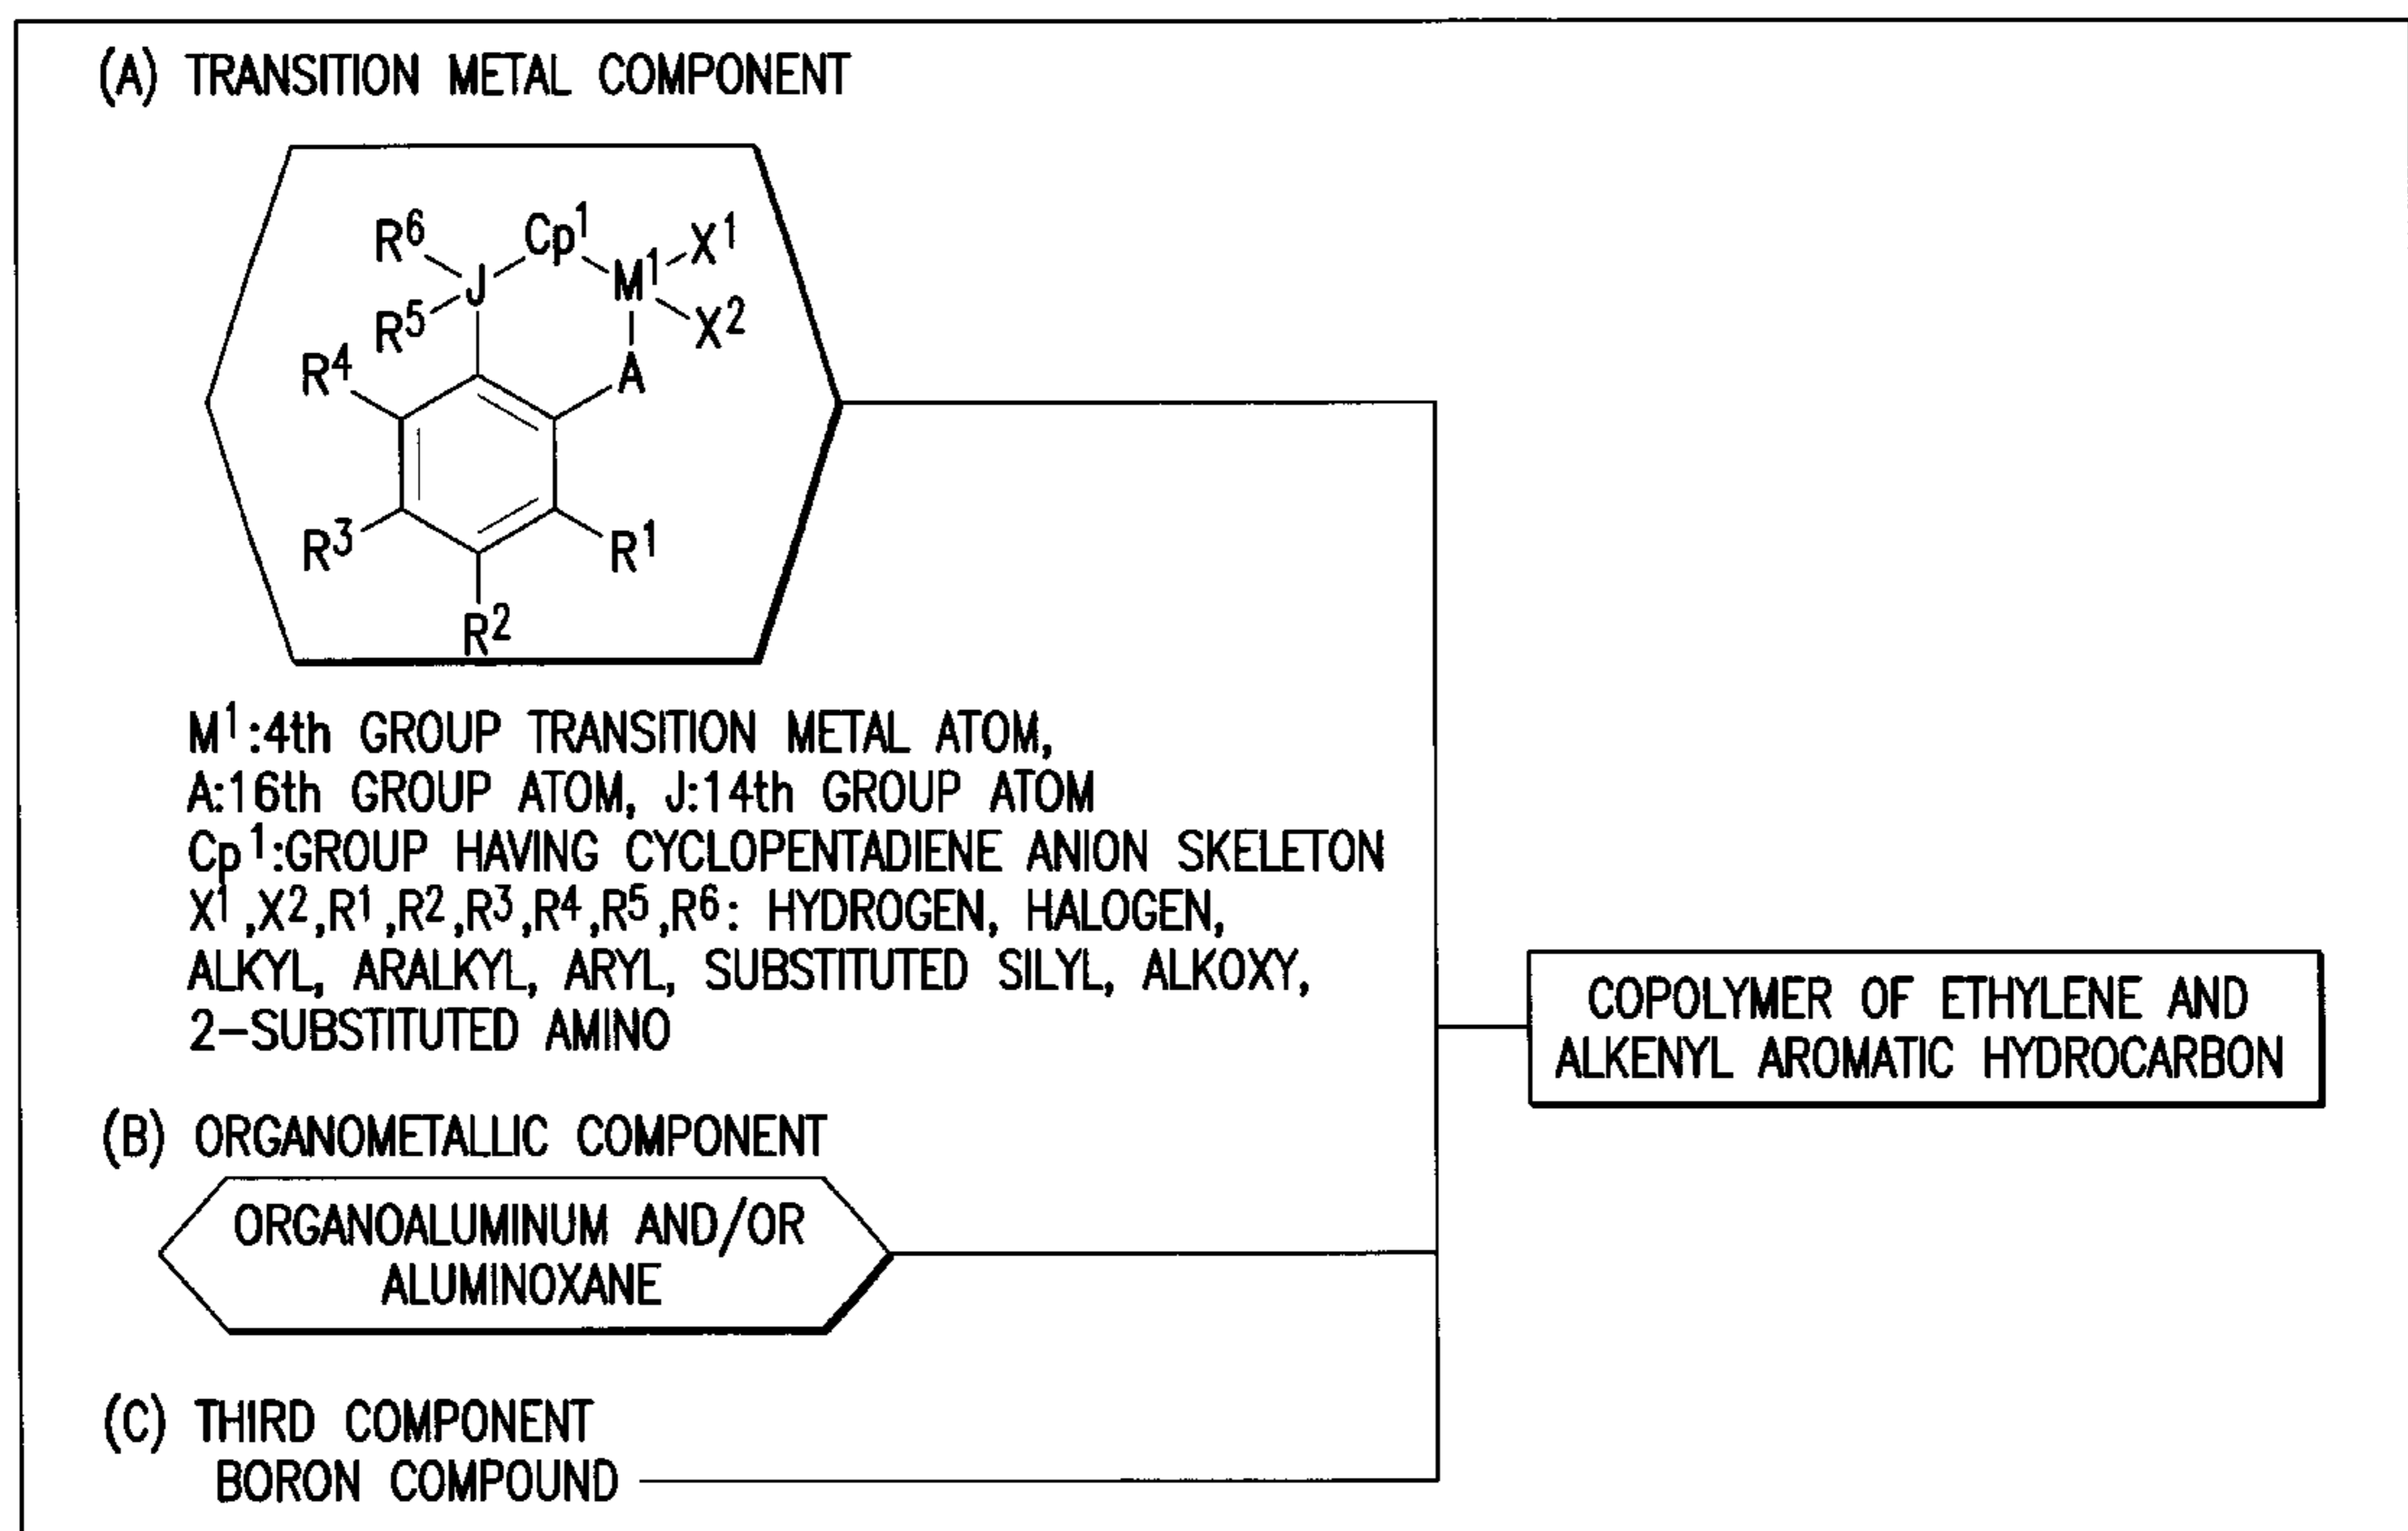 (A) TRANSITION METAL COMPONENT
R6 Cp1 X1
J M1
R5 X2
R4 A
R3 R1
R2
M1:4th GROUP TRANSITION METAL ATOM,
A:16th GROUP ATOM, J:14th GROUP ATOM
Cp1:GROUP HAVING CYCLOPENTADIENE ANION SKELETON
X1,X2,R1,R2,R3,R4,R5,R6: HYDROGEN, HALOGEN,
ALKYL, ARALKYL, ARYL, SUBSTITUTED SILYL, ALKOXY,
2-SUBSTITUTED AMINO
COPOLYMER OF ETHYLENE AND
ALKENYL AROMATIC HYDROCARBON
(B) ORGANOMETALLIC COMPONENT
ORGANOALUMINUM AND/OR
ALUMINOXANE
(C) THIRD COMPONENT
BORON COMPOUND